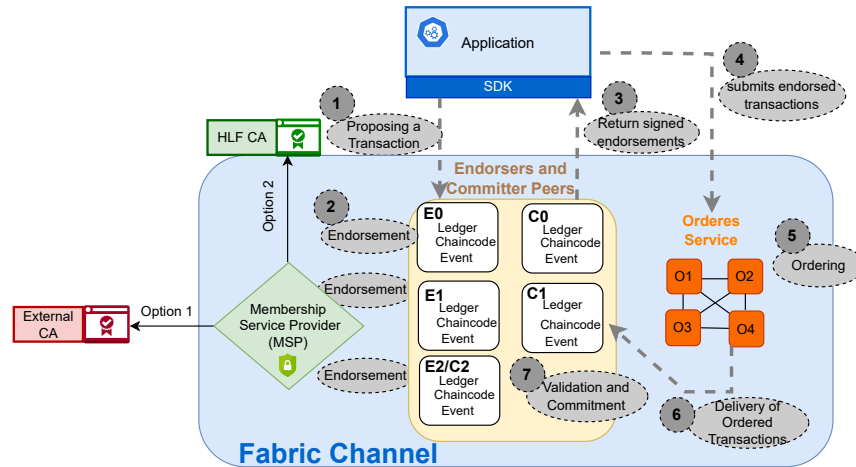 Application
SDK
1
Proposing a
Transaction
3
Return signed
endorsements
4
submits endorsed
transactions
HLF CA
Option 2
Endorsers and
Committer Peers
2
Endorsement
E0
Ledger
Chaincode
Event
C0
Ledger
Chaincode
Event
Orderes
Service
5
Ordering
O1
O2
O3
O4
Endorsement
E1
Ledger
Chaincode
Event
C1
Ledger
Chaincode
Event
External
CA
Option 1
Membership
Service Provider
(MSP)
Endorsement
E2/C2
Ledger
Chaincode
Event
7
Validation and
Commitment
6
Delivery of
Ordered
Transactions
Fabric Channel